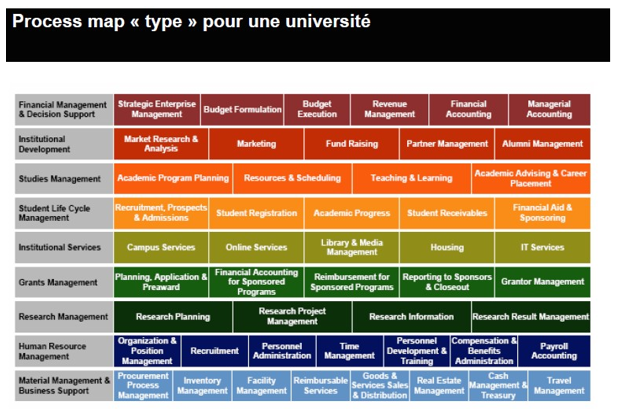 Process map « type » pour une université
Financial Management & Decision Support
Strategic Enterprise Management
Budget Formulation
Budget Execution
Revenue Management
Financial Accounting
Managerial Accounting
Institutional Development
Market Research & Analysis
Marketing
Fund Raising
Partner Management
Alumni Management
Studies Management
Academic Program Planning
Resources & Scheduling
Teaching & Learning
Academic Advising & Career Placement
Student Life Cycle Management
Recruitment, Prospects & Admissions
Student Registration
Academic Progress
Student Receivables
Financial Aid & Sponsoring
Institutional Services
Campus Services
Online Services
Library & Media Management
Housing
IT Services
Grants Management
Planning, Application & Preaward
Financial Accounting for Sponsored Programs
Reimbursement for Sponsored Programs
Reporting to Sponsors & Closeout
Grantor Management
Research Management
Research Planning
Research Project Management
Research Information
Research Result Management
Human Resource Management
Organization & Position Management
Recruitment
Personnel Administration
Time Management
Personnel Development & Training
Compensation & Benefits Administration
Payroll Accounting
Material Management & Business Support
Procurement Process Management
Inventory Management
Facility Management
Reimbursable Services
Goods & Services Sales & Distribution
Real Estate Management
Cash Management & Treasury
Travel Management